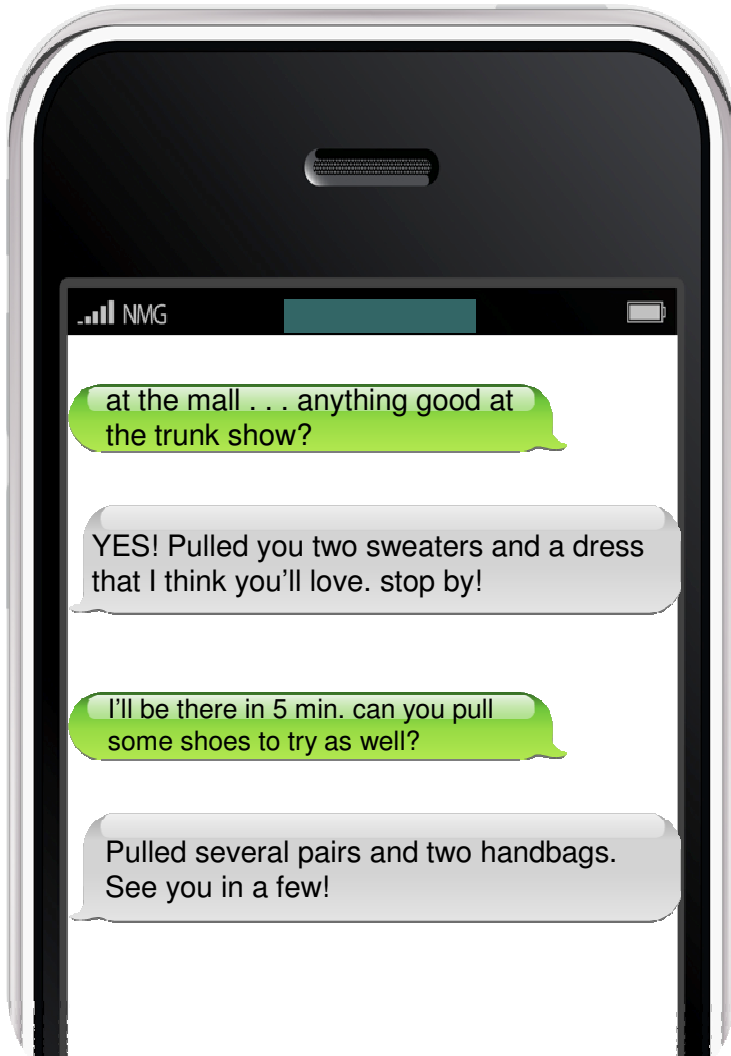 NMG
at the mall . . . anything good at
the trunk show?
YES! Pulled you two sweaters and a dress
that I think you’ll love. stop by!
I’ll be there in 5 min. can you pull
some shoes to try as well?
Pulled several pairs and two handbags.
See you in a few!